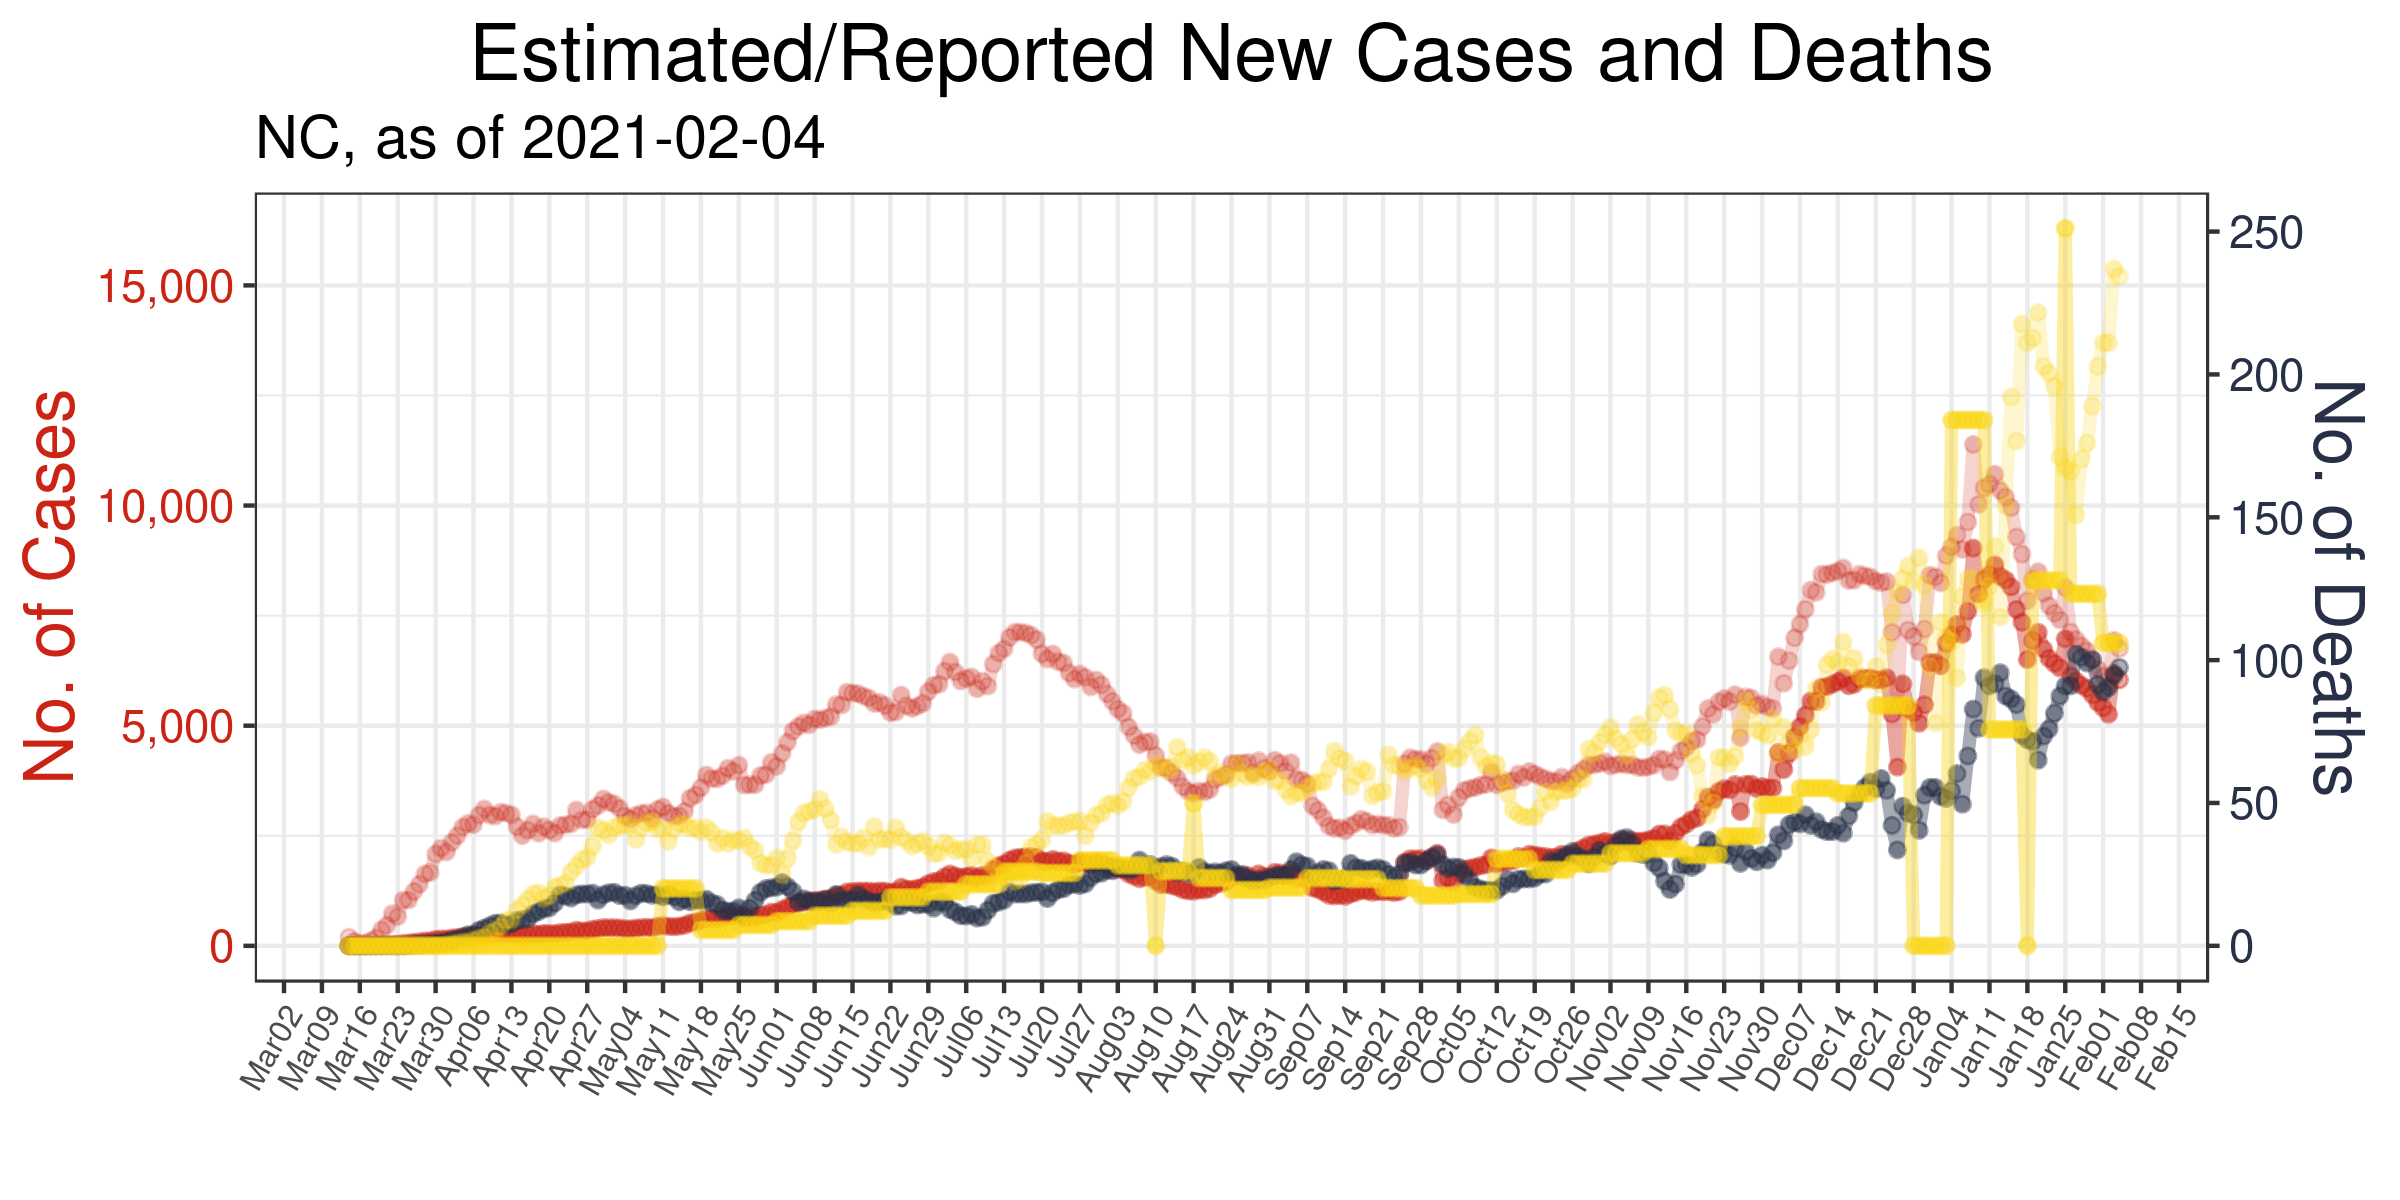 Estimated/Reported New Cases and Deaths
NC, as of 2021-02-04
No. of Cases
15,000
10,000
5,000
0
250
200
150
100
50
0
No. of Deaths
Mar02
Mar09
Mar16
Mar23
Mar30
Apr06
Apr13
Apr20
Apr27
May04
May11
May18
May25
Jun01
Jun08
Jun15
Jun22
Jun29
Jul06
Jul13
Jul20
Jul27
Aug03
Aug10
Aug17
Aug24
Aug31
Sep07
Sep14
Sep21
Sep28
Oct05
Oct12
Oct19
Oct26
Nov02
Nov09
Nov16
Nov23
Nov30
Dec07
Dec14
Dec21
Dec28
Jan04
Jan11
Jan18
Jan25
Feb01
Feb08
Feb15